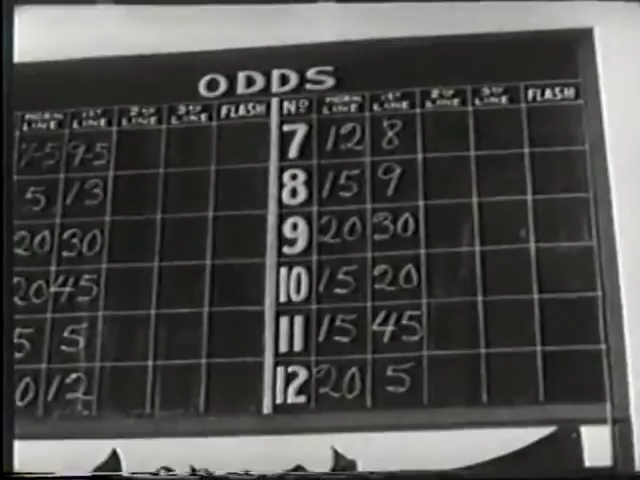 ODDS
MORN LINE 1ST LINE 2ND LINE 3RD LINE FLASH Nº MORN LINE 1ST LINE 2ND LINE 3RD LINE FLASH
7-5 9-5 7 12 8
5 13 8 15 9
20 30 9 20 30
20 45 10 15 20
5 5 11 15 45
0 12 12 20 5